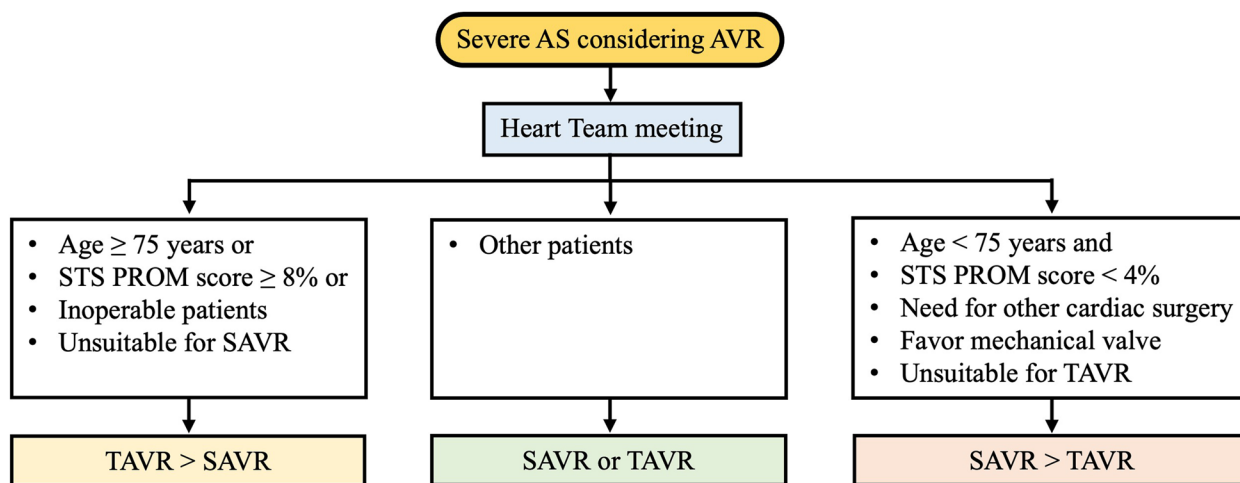 Severe AS considering AVR
Heart Team meeting
• Age ≥ 75 years or
• STS PROM score ≥ 8% or
• Inoperable patients
• Unsuitable for SAVR
• Other patients
• Age < 75 years and
• STS PROM score < 4%
• Need for other cardiac surgery
• Favor mechanical valve
• Unsuitable for TAVR
TAVR > SAVR
SAVR or TAVR
SAVR > TAVR